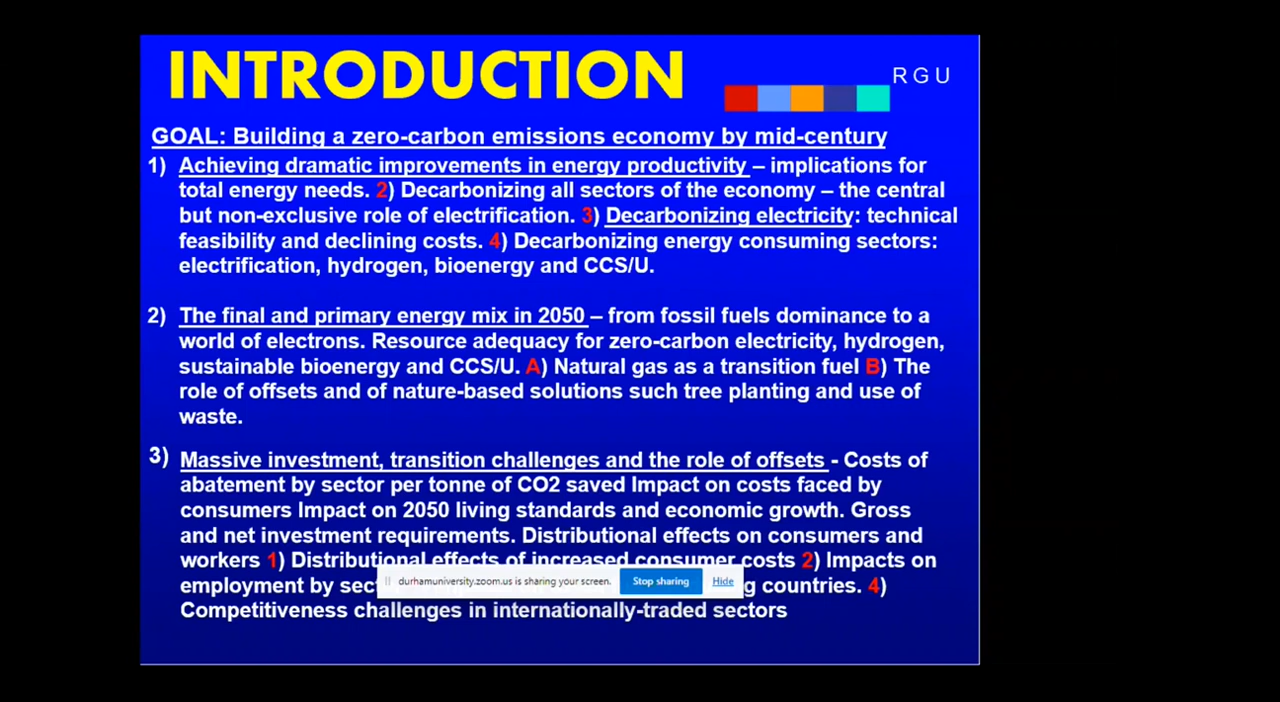 INTRODUCTION
RGU
GOAL: Building a zero-carbon emissions economy by mid-century
1) Achieving dramatic improvements in energy productivity – implications for
total energy needs. 2) Decarbonizing all sectors of the economy – the central
but non-exclusive role of electrification. 3) Decarbonizing electricity: technical
feasibility and declining costs. 4) Decarbonizing energy consuming sectors:
electrification, hydrogen, bioenergy and CCS/U.
2) The final and primary energy mix in 2050 – from fossil fuels dominance to a
world of electrons. Resource adequacy for zero-carbon electricity, hydrogen,
sustainable bioenergy and CCS/U. A) Natural gas as a transition fuel B) The
role of offsets and of nature-based solutions such tree planting and use of
waste.
3) Massive investment, transition challenges and the role of offsets - Costs of
abatement by sector per tonne of CO2 saved Impact on costs faced by
consumers Impact on 2050 living standards and economic growth. Gross
and net investment requirements. Distributional effects on consumers and
workers 1) Distributional effects of increased consumer costs 2) Impacts on
employment by countries. 4)
durhamuniversity.zoom.us is sharing your screen. Stop sharing Hide
Competitiveness challenges in internationally-traded sectors